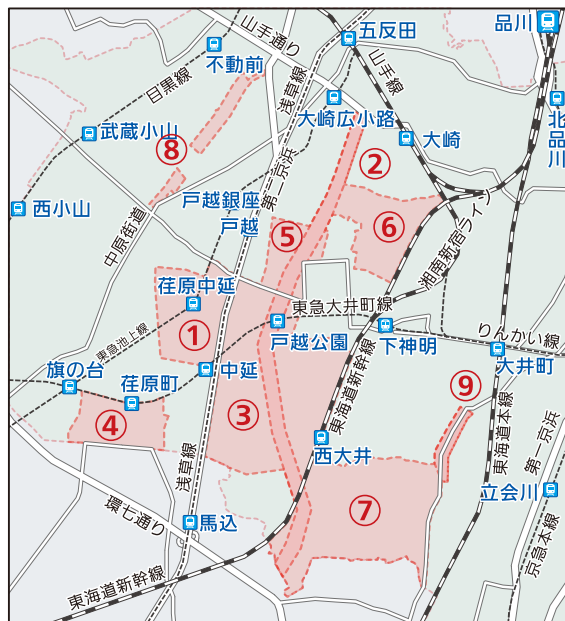 山手通り
五反田
品川
不動前
浅草線
山手線
目黒線
大崎広小路
北品川
武蔵小山
大崎
⑧
②
第一京浜
戸越銀座
戸越
西小山
中原街道
⑤
⑥
湘南新宿ライン
荏原中延
東急大井町線
①
東急池上線
戸越公園
下神明
りんかい線
大井町
旗の台
荏原町
中延
東海道新幹線
⑨
③
④
西大井
東海道本線
第一京浜
浅草線
立会川
環七通り
馬込
⑦
京急本線
東海道新幹線